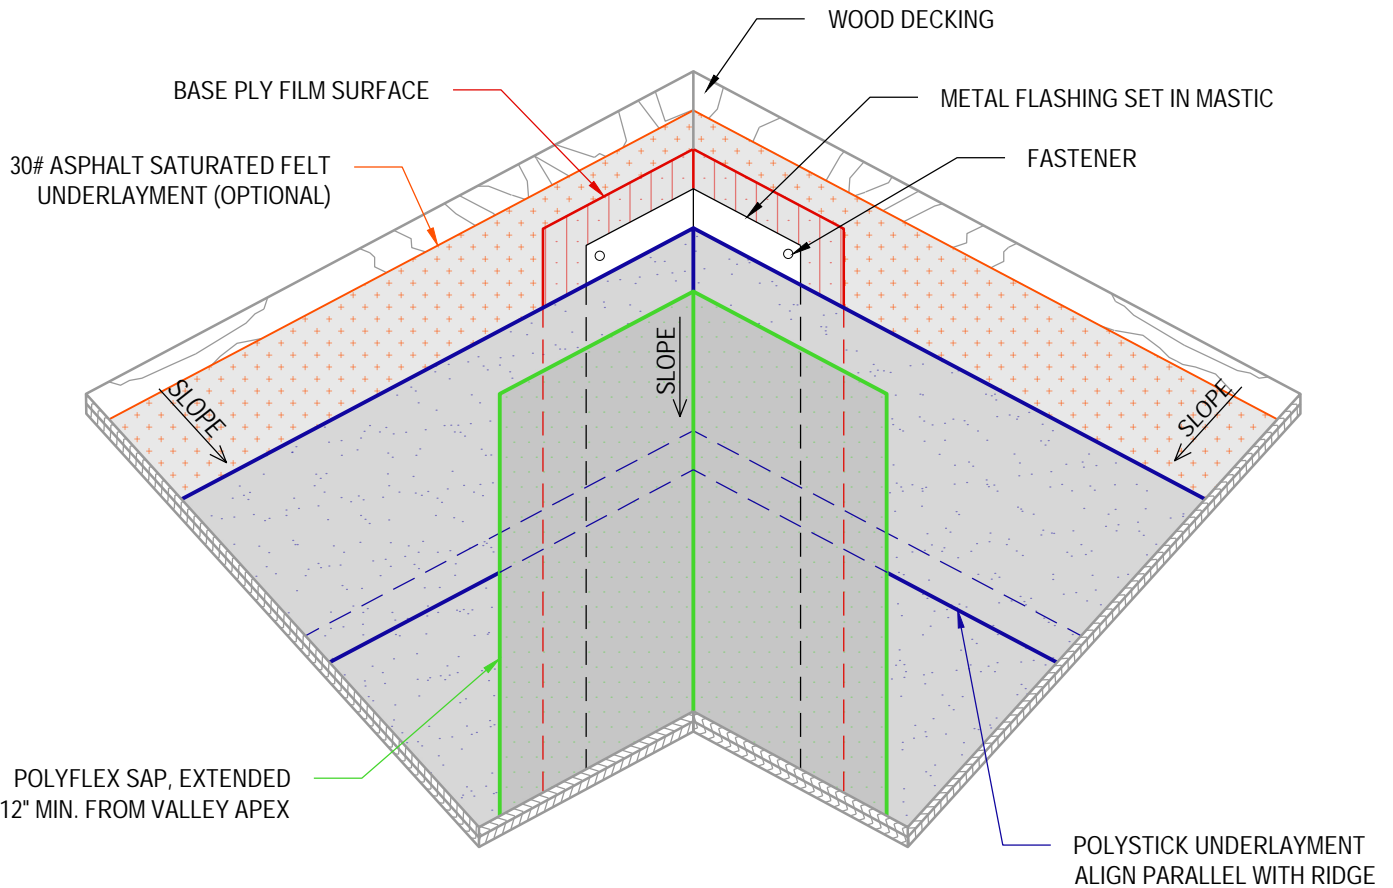 WOOD DECKING
BASE PLY FILM SURFACE
METAL FLASHING SET IN MASTIC
30# ASPHALT SATURATED FELT
UNDERLAYMENT (OPTIONAL)
FASTENER
SLOPE
SLOPE
SLOPE
POLYFLEX SAP, EXTENDED
12" MIN. FROM VALLEY APEX
POLYSTICK UNDERLAYMENT
ALIGN PARALLEL WITH RIDGE